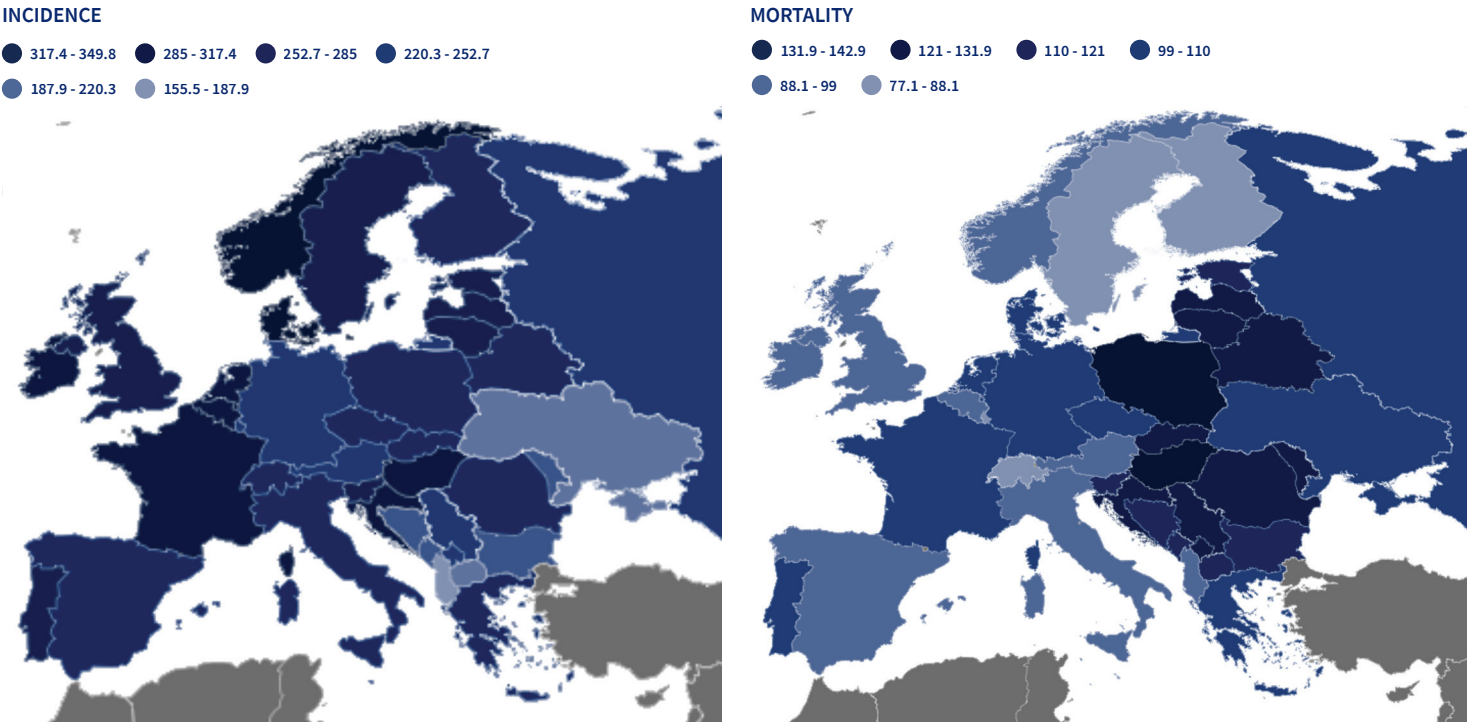 INCIDENCE
317.4 - 349.8 285 - 317.4 252.7 - 285 220.3 - 252.7
187.9 - 220.3 155.5 - 187.9
MORTALITY
131.9 - 142.9 121 - 131.9 110 - 121 99 - 110
88.1 - 99 77.1 - 88.1